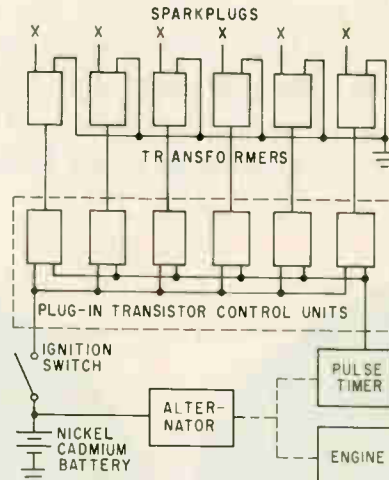 SPARKPLUGS
X X X X X X
TRANSFORMERS
PLUG-IN TRANSISTOR CONTROL UNITS
IGNITION
SWITCH
PULSE
TIMER
ALTER-
NATOR
NICKEL
CADMIUM
BATTERY
ENGINE